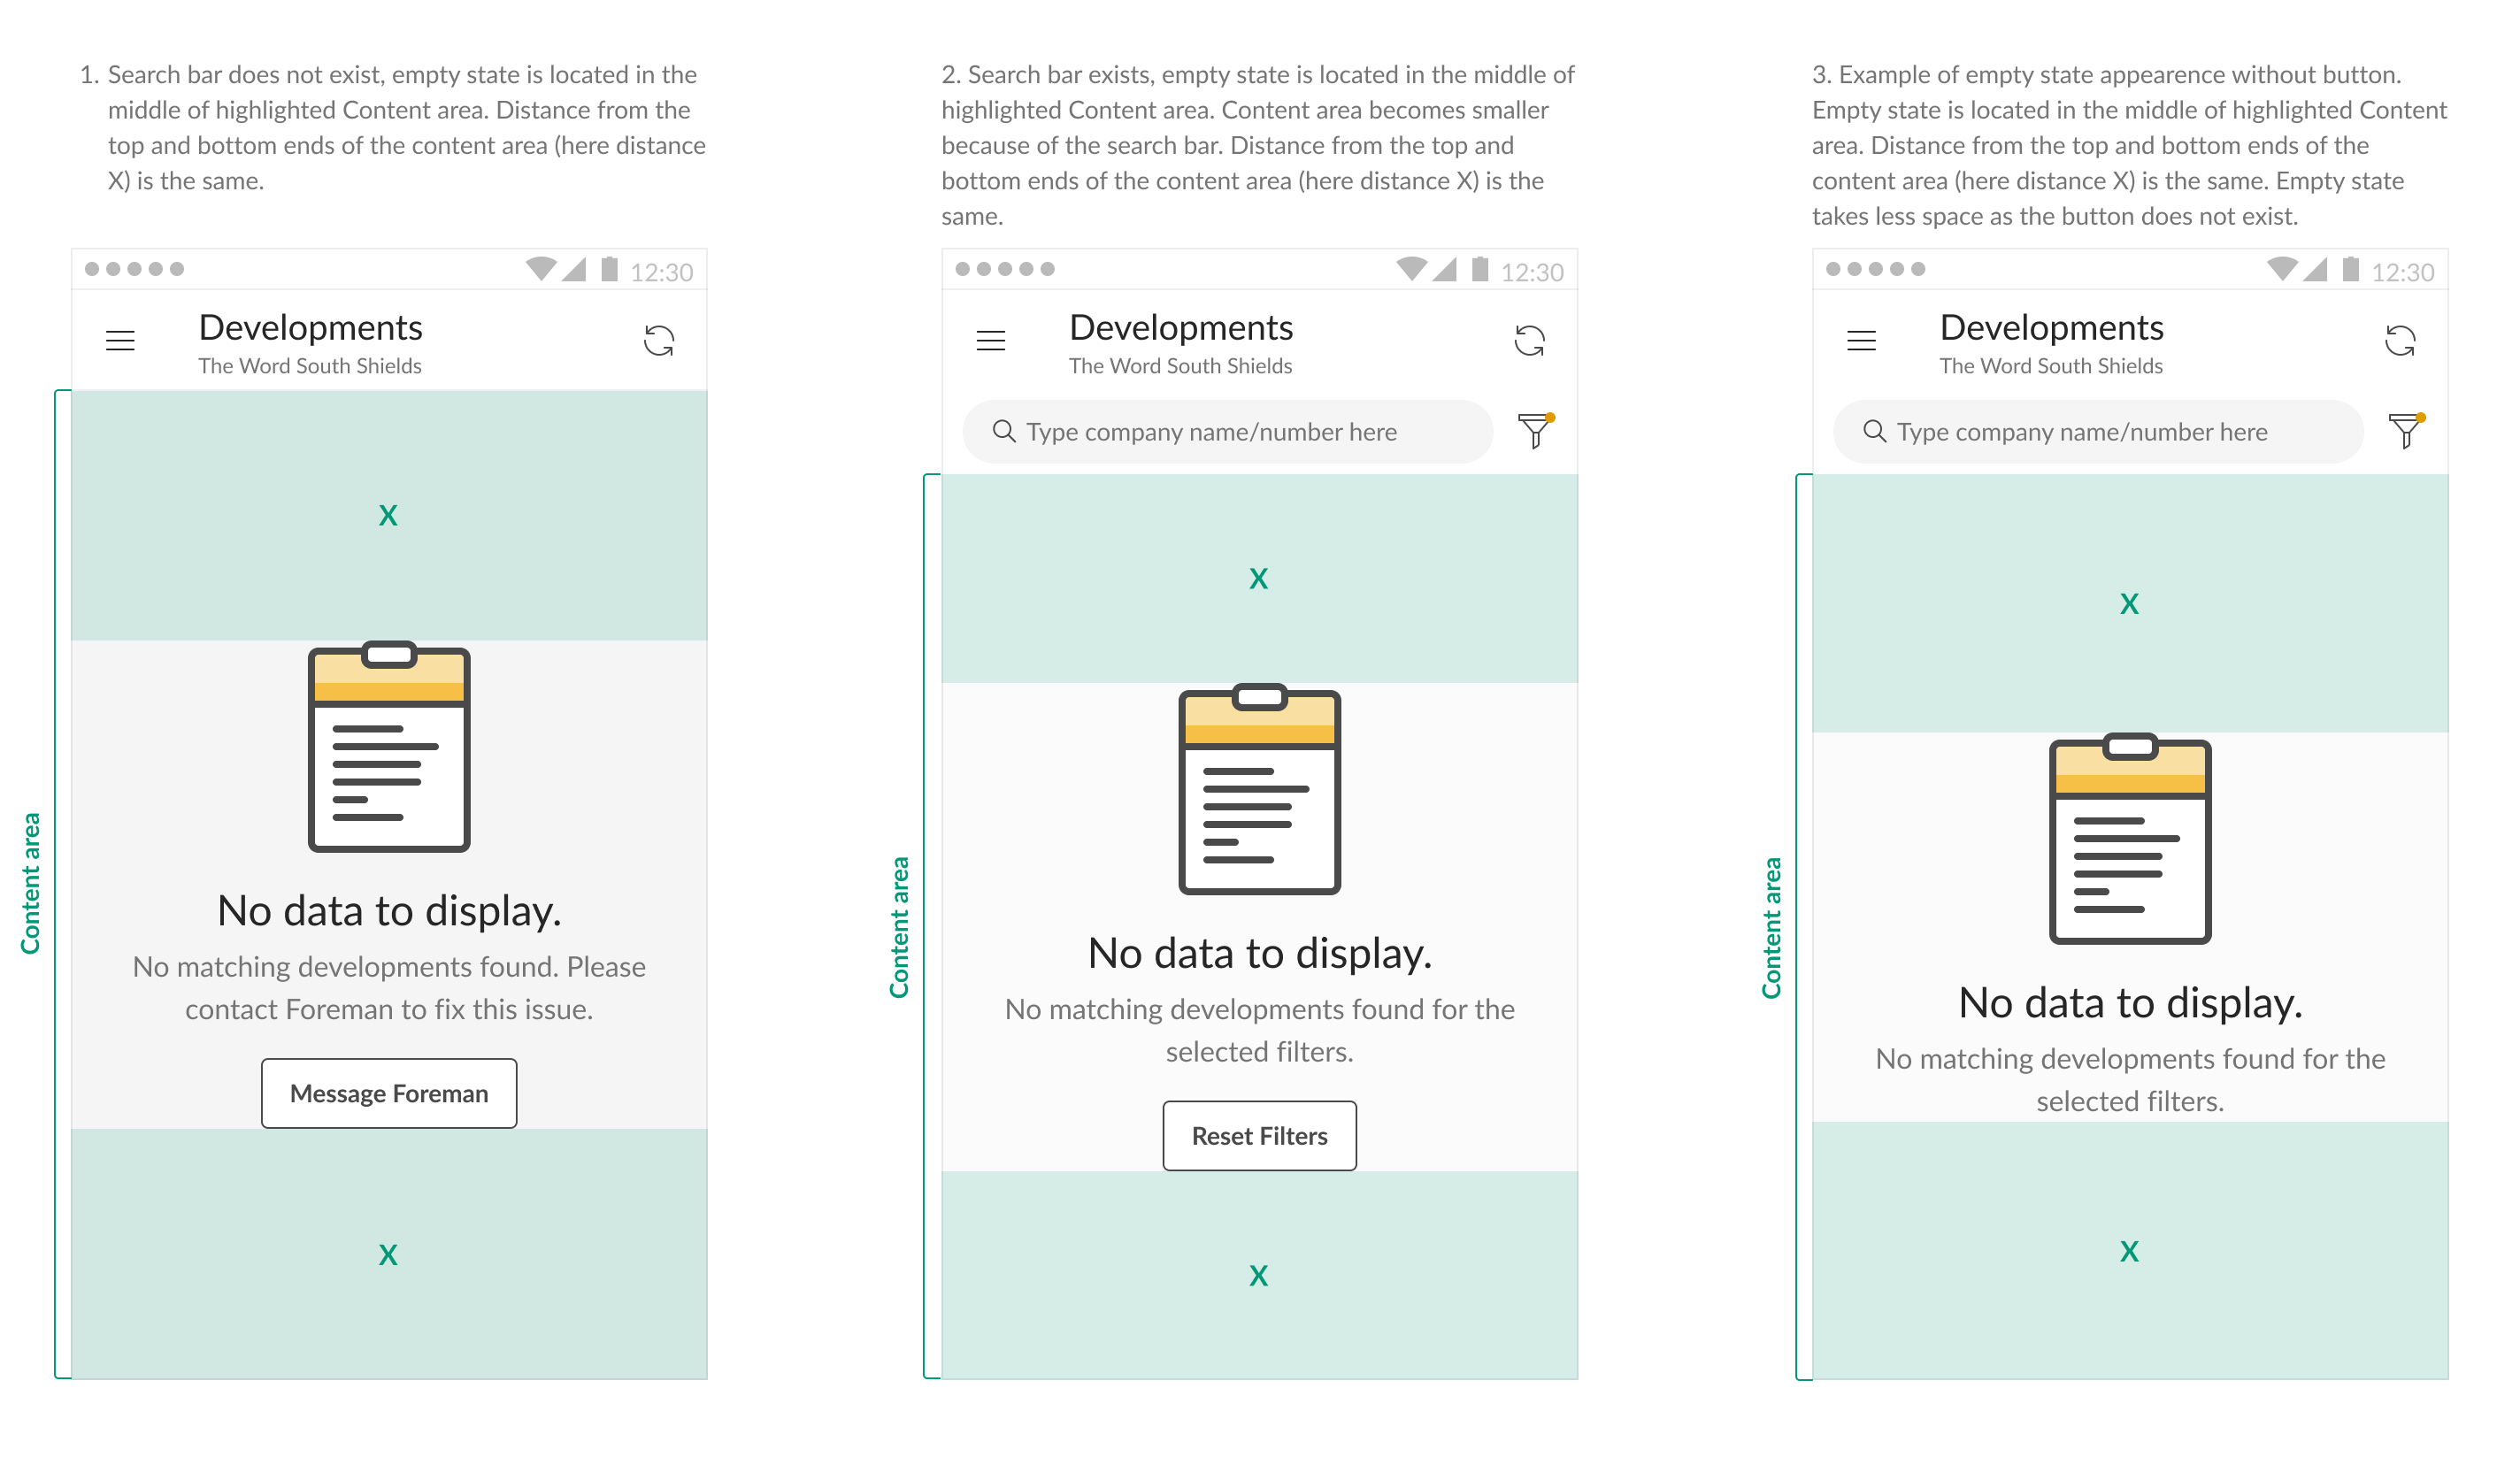 1. Search bar does not exist, empty state is located in the
middle of highlighted Content area. Distance from the
top and bottom ends of the content area (here distance
X) is the same.
12:30
Developments
The Word South Shields
Content area
X
No data to display.
No matching developments found. Please
contact Foreman to fix this issue.
Message Foreman
X
2. Search bar exists, empty state is located in the middle of
highlighted Content area. Content area becomes smaller
because of the search bar. Distance from the top and
bottom ends of the content area (here distance X) is the
same.
12:30
Developments
The Word South Shields
Type company name/number here
Content area
X
No data to display.
No matching developments found for the
selected filters.
Reset Filters
X
3. Example of empty state appearence without button.
Empty state is located in the middle of highlighted Content
area. Distance from the top and bottom ends of the
content area (here distance X) is the same. Empty state
takes less space as the button does not exist.
12:30
Developments
The Word South Shields
Type company name/number here
Content area
X
No data to display.
No matching developments found for the
selected filters.
X